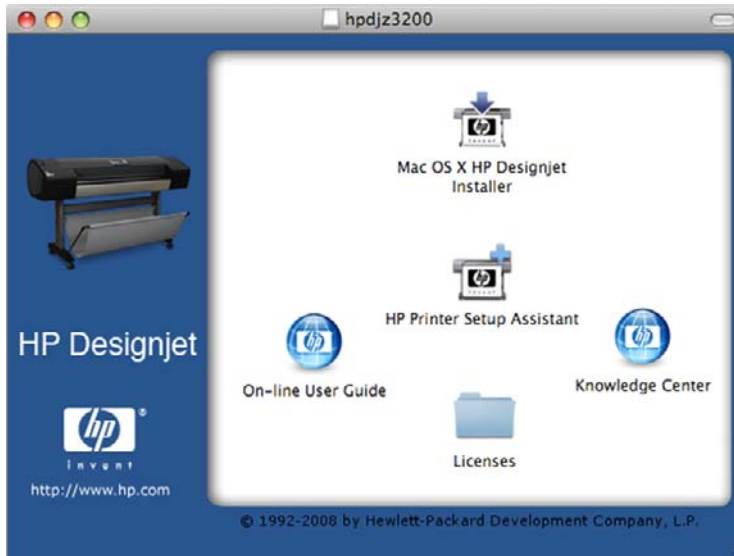 hpdjz3200
Mac OS X HP Designjet
Installer
HP Printer Setup Assistant
On-line User Guide
Knowledge Center
Licenses
HP Designjet
hp
®
invent
http://www.hp.com
© 1992-2008 by Hewlett-Packard Development Company, L.P.